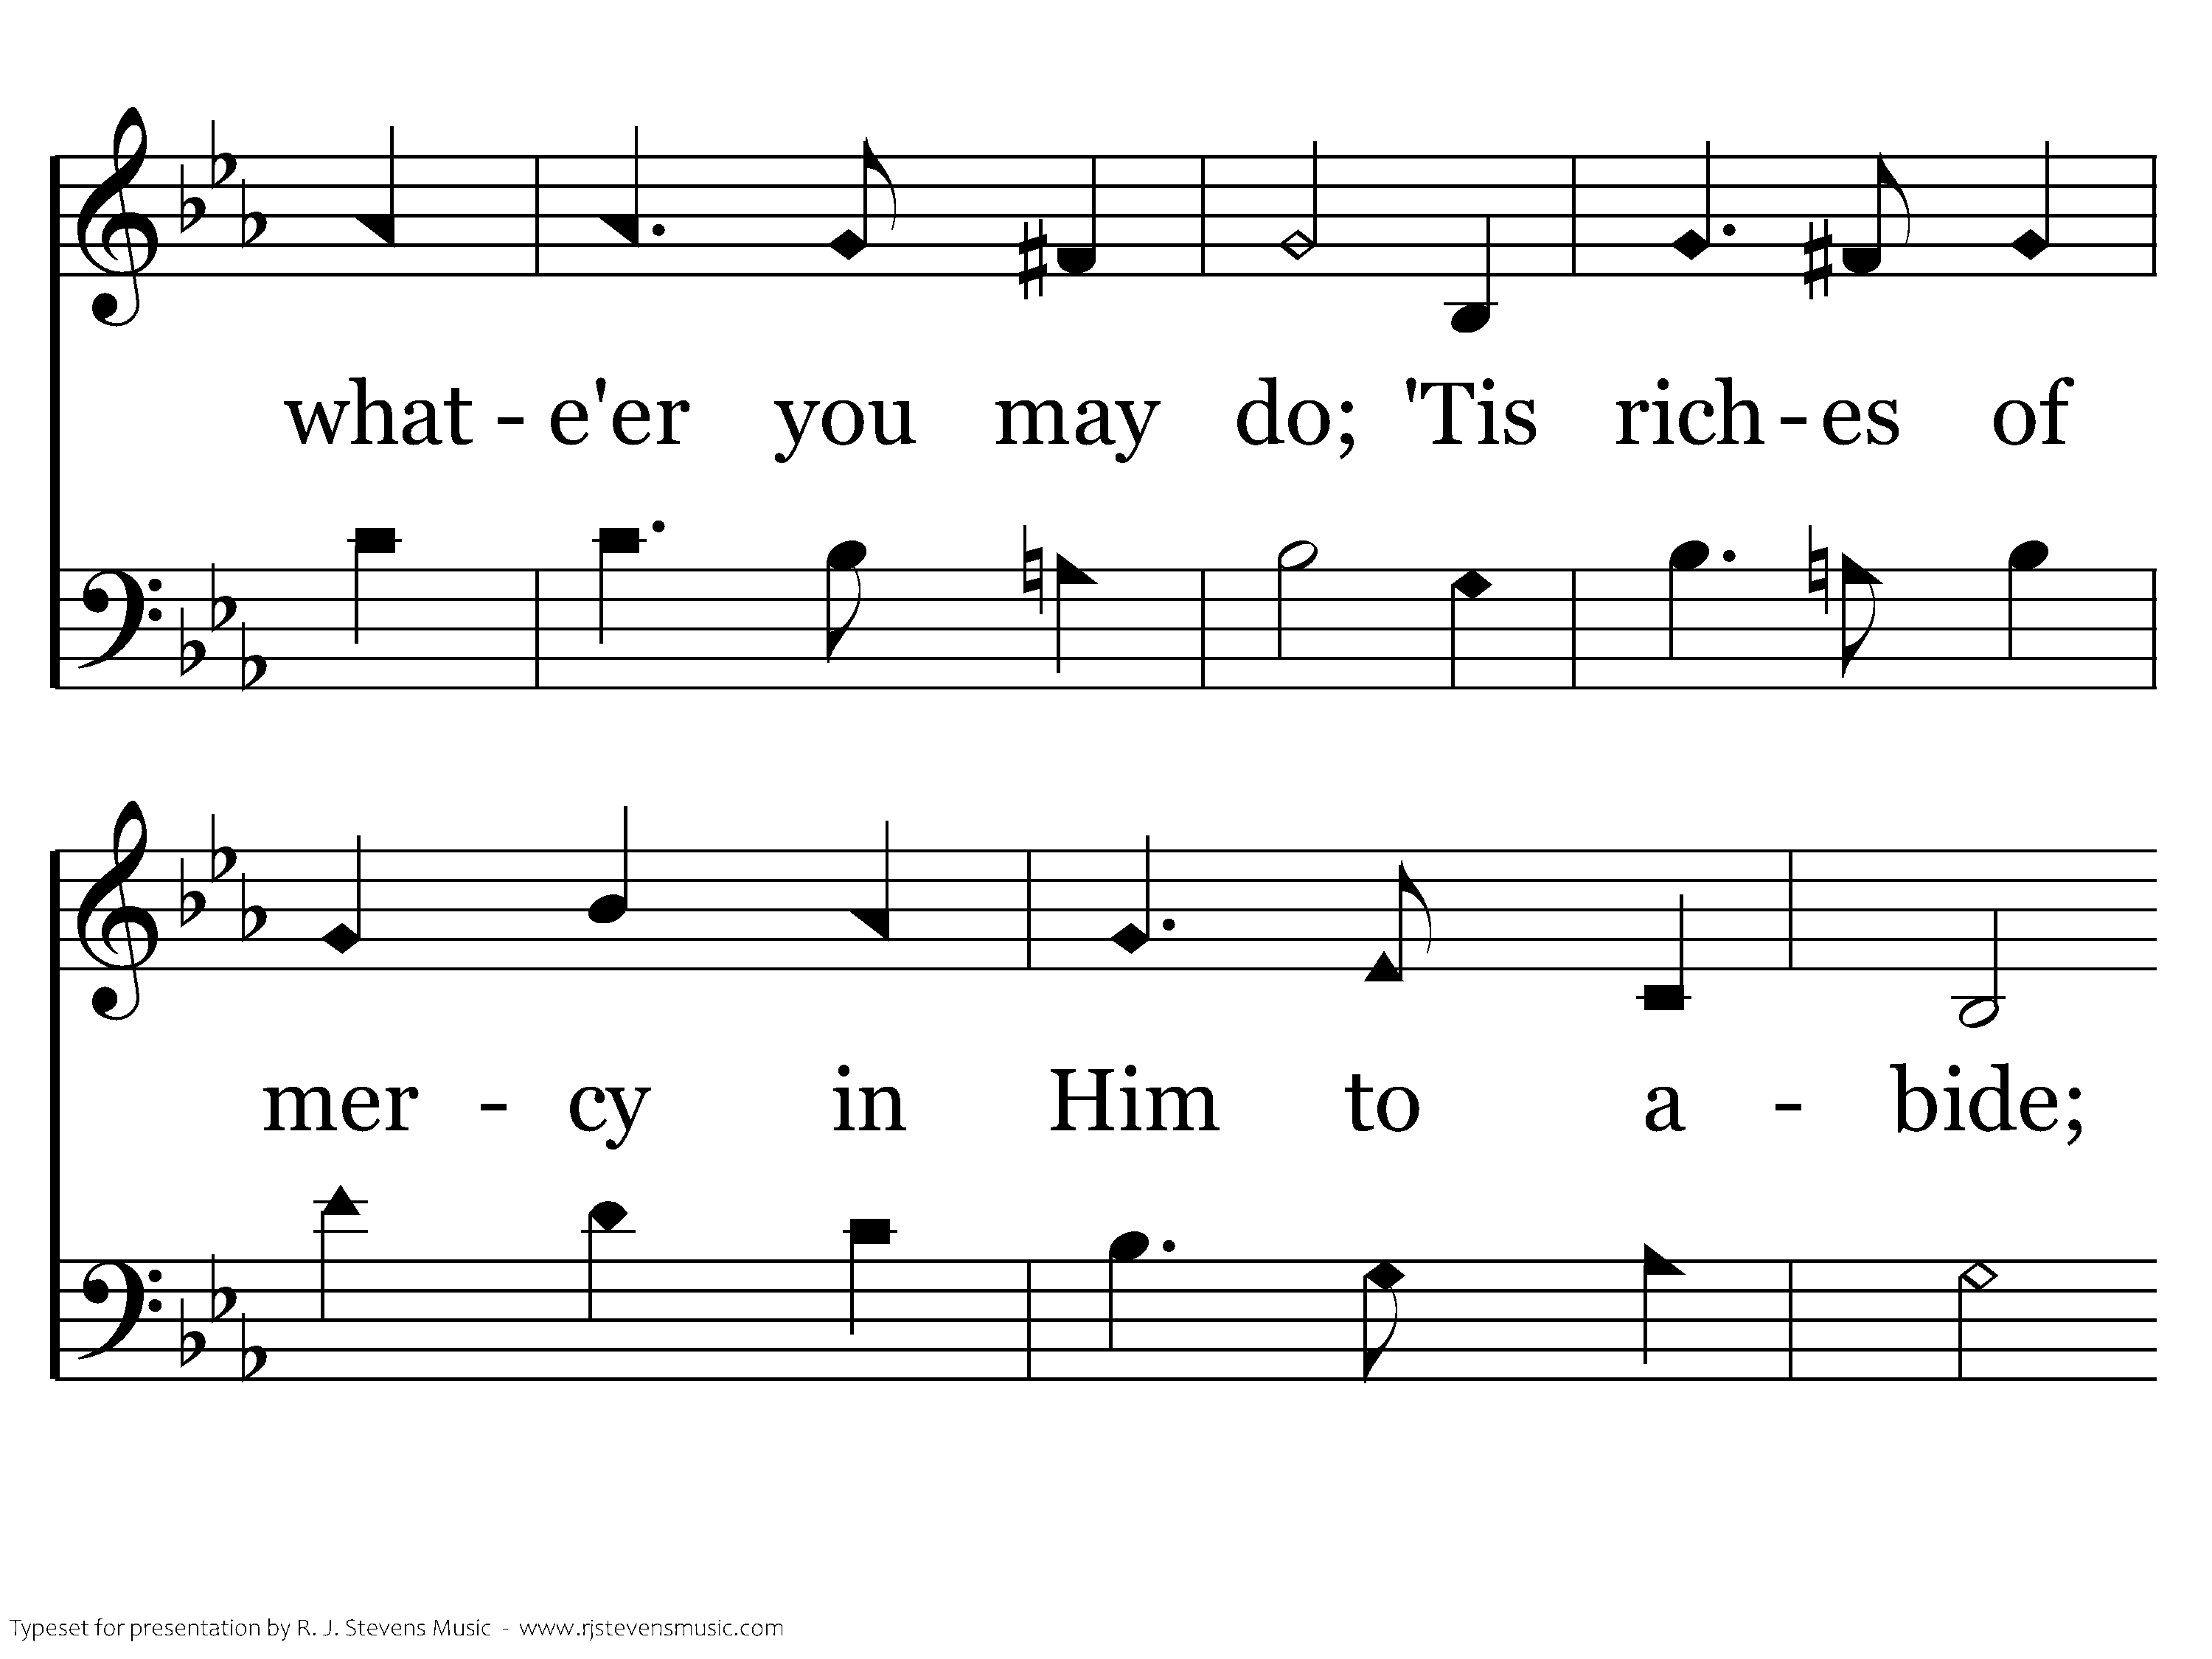 what - e'er you may do; 'Tis rich - es of
mer - cy in Him to a - bide;
Typeset for presentation by R. J. Stevens Music - www.rjstevensmusic.com